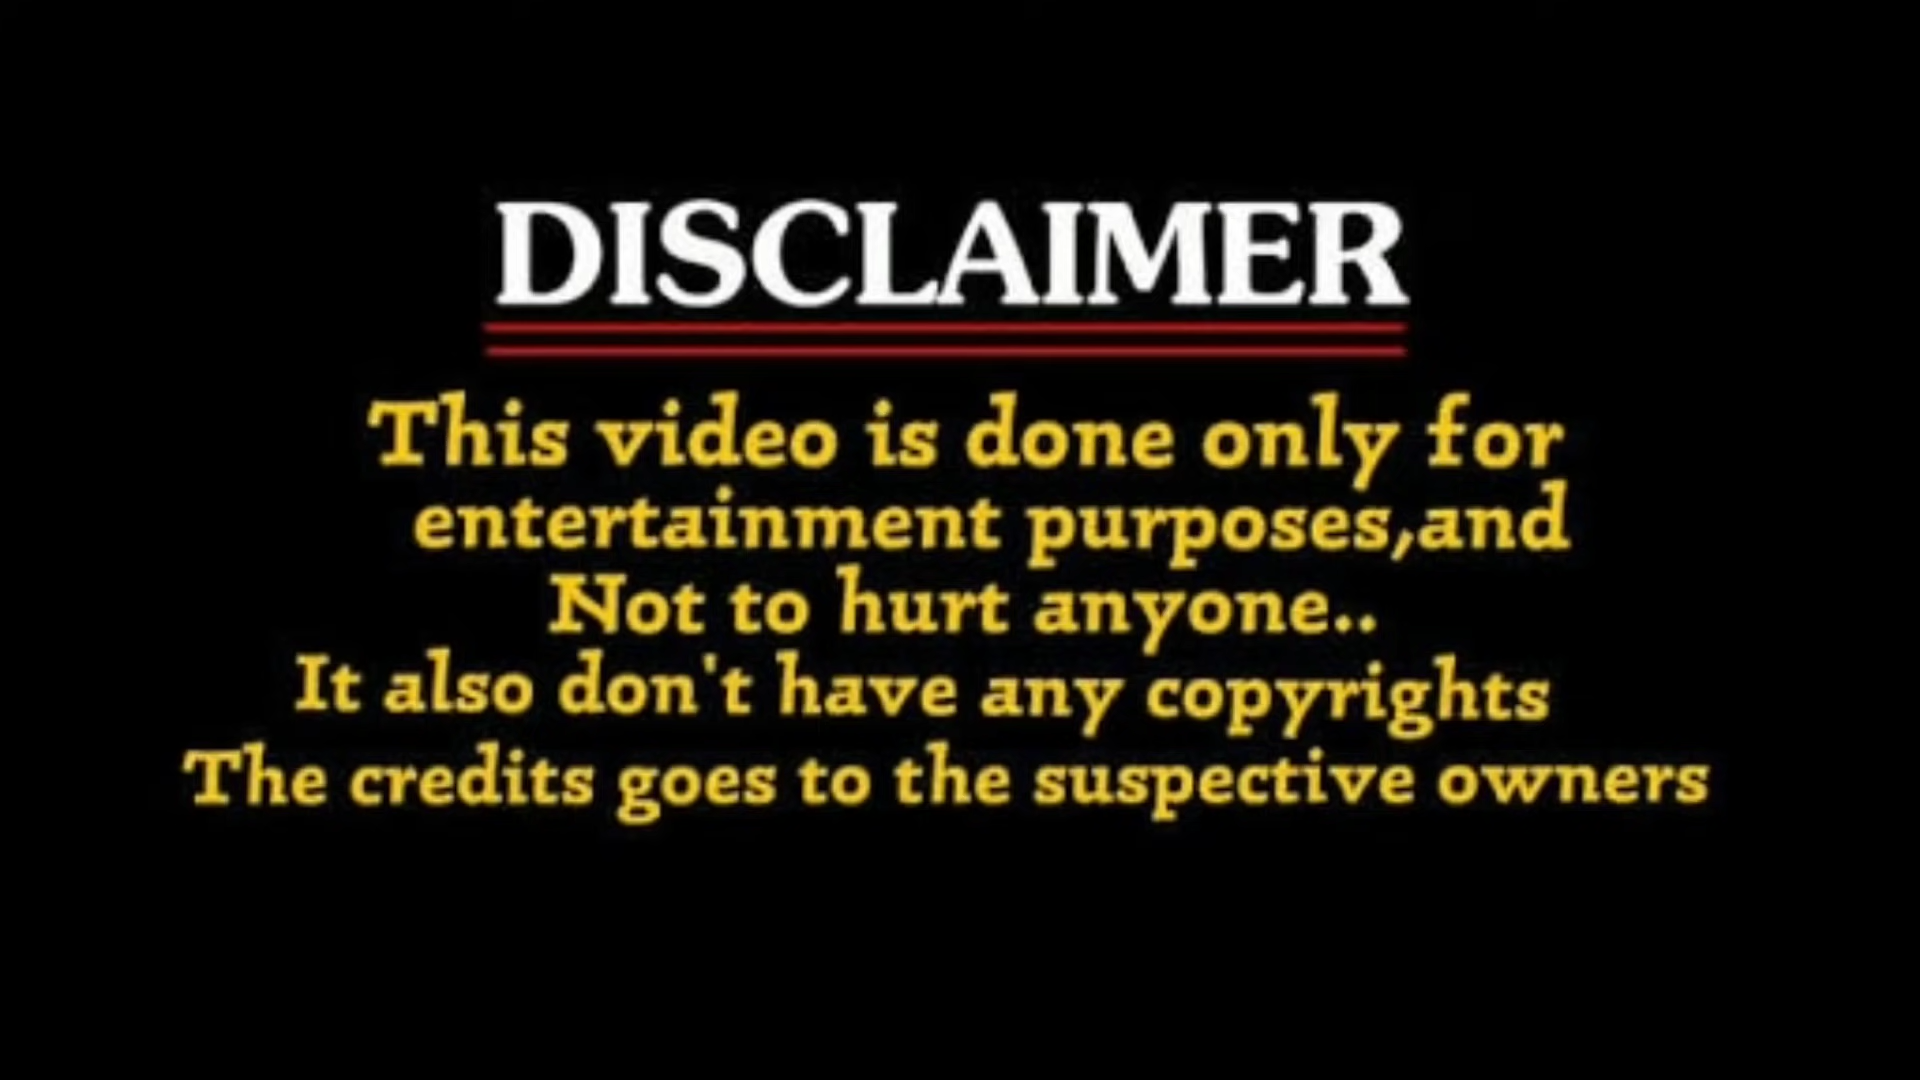 DISCLAIMER
This video is done only for
entertainment purposes,and
Not to hurt anyone..
It also don't have any copyrights
The credits goes to the suspective owners